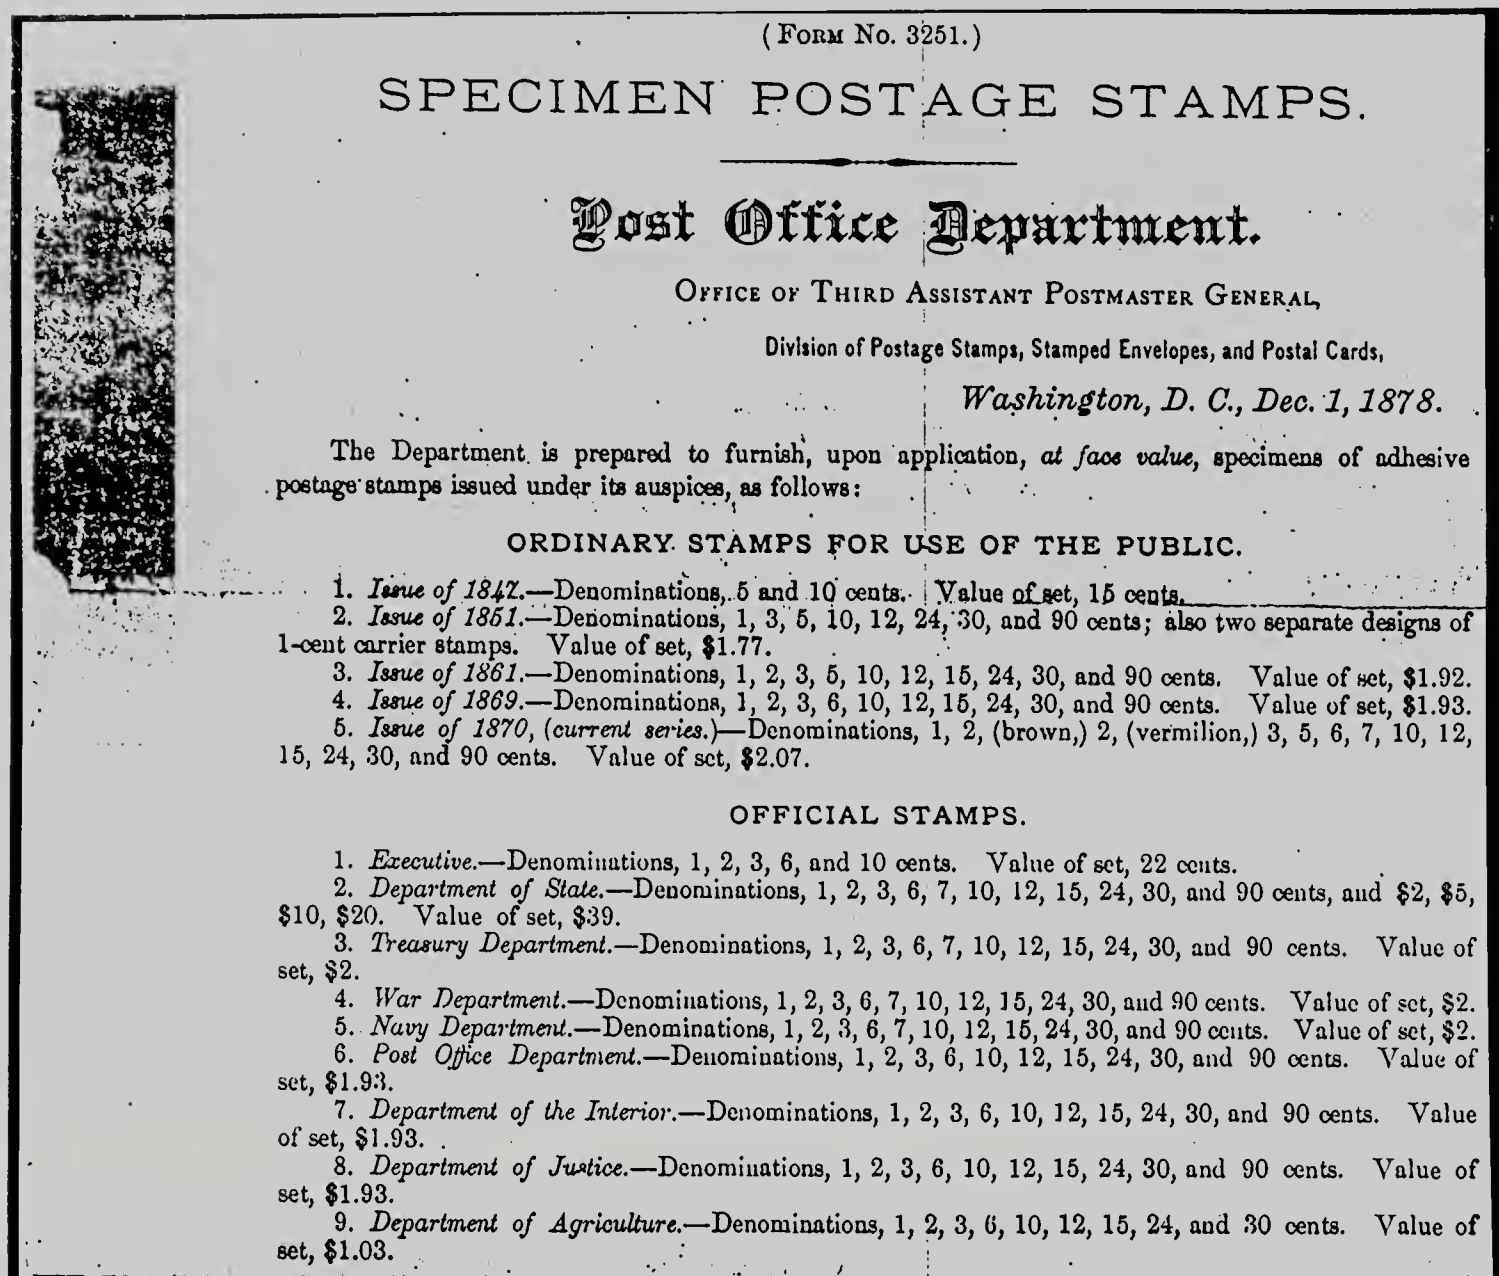 (Form No. 3251.)
SPECIMEN POSTAGE STAMPS.
Post Office Department.
Office of Third Assistant Postmaster General,
Division of Postage Stamps, Stamped Envelopes, and Postal Cards,
Washington, D. C., Dec. 1, 1878.
The Department is prepared to furnish, upon application, at face value, specimens of adhesive
postage stamps issued under its auspices, as follows:
ORDINARY STAMPS FOR USE OF THE PUBLIC.
1. Issue of 1847.—Denominations, 5 and 10 cents. Value of set, 15 cents.
2. Issue of 1851.—Denominations, 1, 3, 5, 10, 12, 24, 30, and 90 cents; also two separate designs of
1-cent carrier stamps. Value of set, $1.77.
3. Issue of 1861.—Denominations, 1, 2, 3, 5, 10, 12, 15, 24, 30, and 90 cents. Value of set, $1.92.
4. Issue of 1869.—Denominations, 1, 2, 3, 6, 10, 12, 15, 24, 30, and 90 cents. Value of set, $1.93.
5. Issue of 1870, (current series.)—Denominations, 1, 2, (brown,) 2, (vermilion,) 3, 5, 6, 7, 10, 12,
15, 24, 30, and 90 cents. Value of set, $2.07.
OFFICIAL STAMPS.
1. Executive.—Denominations, 1, 2, 3, 6, and 10 cents. Value of set, 22 cents.
2. Department of State.—Denominations, 1, 2, 3, 6, 7, 10, 12, 15, 24, 30, and 90 cents, and $2, $5,
$10, $20. Value of set, $39.
3. Treasury Department.—Denominations, 1, 2, 3, 6, 7, 10, 12, 15, 24, 30, and 90 cents. Value of
set, $2.
4. War Department.—Denominations, 1, 2, 3, 6, 7, 10, 12, 15, 24, 30, and 90 cents. Value of set, $2.
5. Navy Department.—Denominations, 1, 2, 3, 6, 7, 10, 12, 15, 24, 30, and 90 cents. Value of set, $2.
6. Post Office Department.—Denominations, 1, 2, 3, 6, 10, 12, 15, 24, 30, and 90 cents. Value of
set, $1.93.
7. Department of the Interior.—Denominations, 1, 2, 3, 6, 10, 12, 15, 24, 30, and 90 cents. Value
of set, $1.93.
8. Department of Justice.—Denominations, 1, 2, 3, 6, 10, 12, 15, 24, 30, and 90 cents. Value of
set, $1.93.
9. Department of Agriculture.—Denominations, 1, 2, 3, 6, 10, 12, 15, 24, and 30 cents. Value of
set, $1.03.